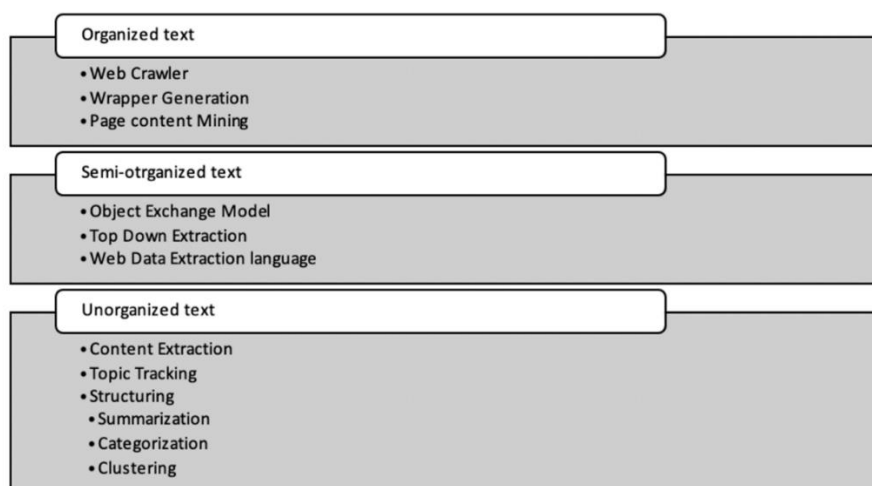 Organized text
• Web Crawler
• Wrapper Generation
• Page content Mining
Semi-otrganized text
• Object Exchange Model
• Top Down Extraction
• Web Data Extraction language
Unorganized text
• Content Extraction
• Topic Tracking
• Structuring
• Summarization
• Categorization
• Clustering